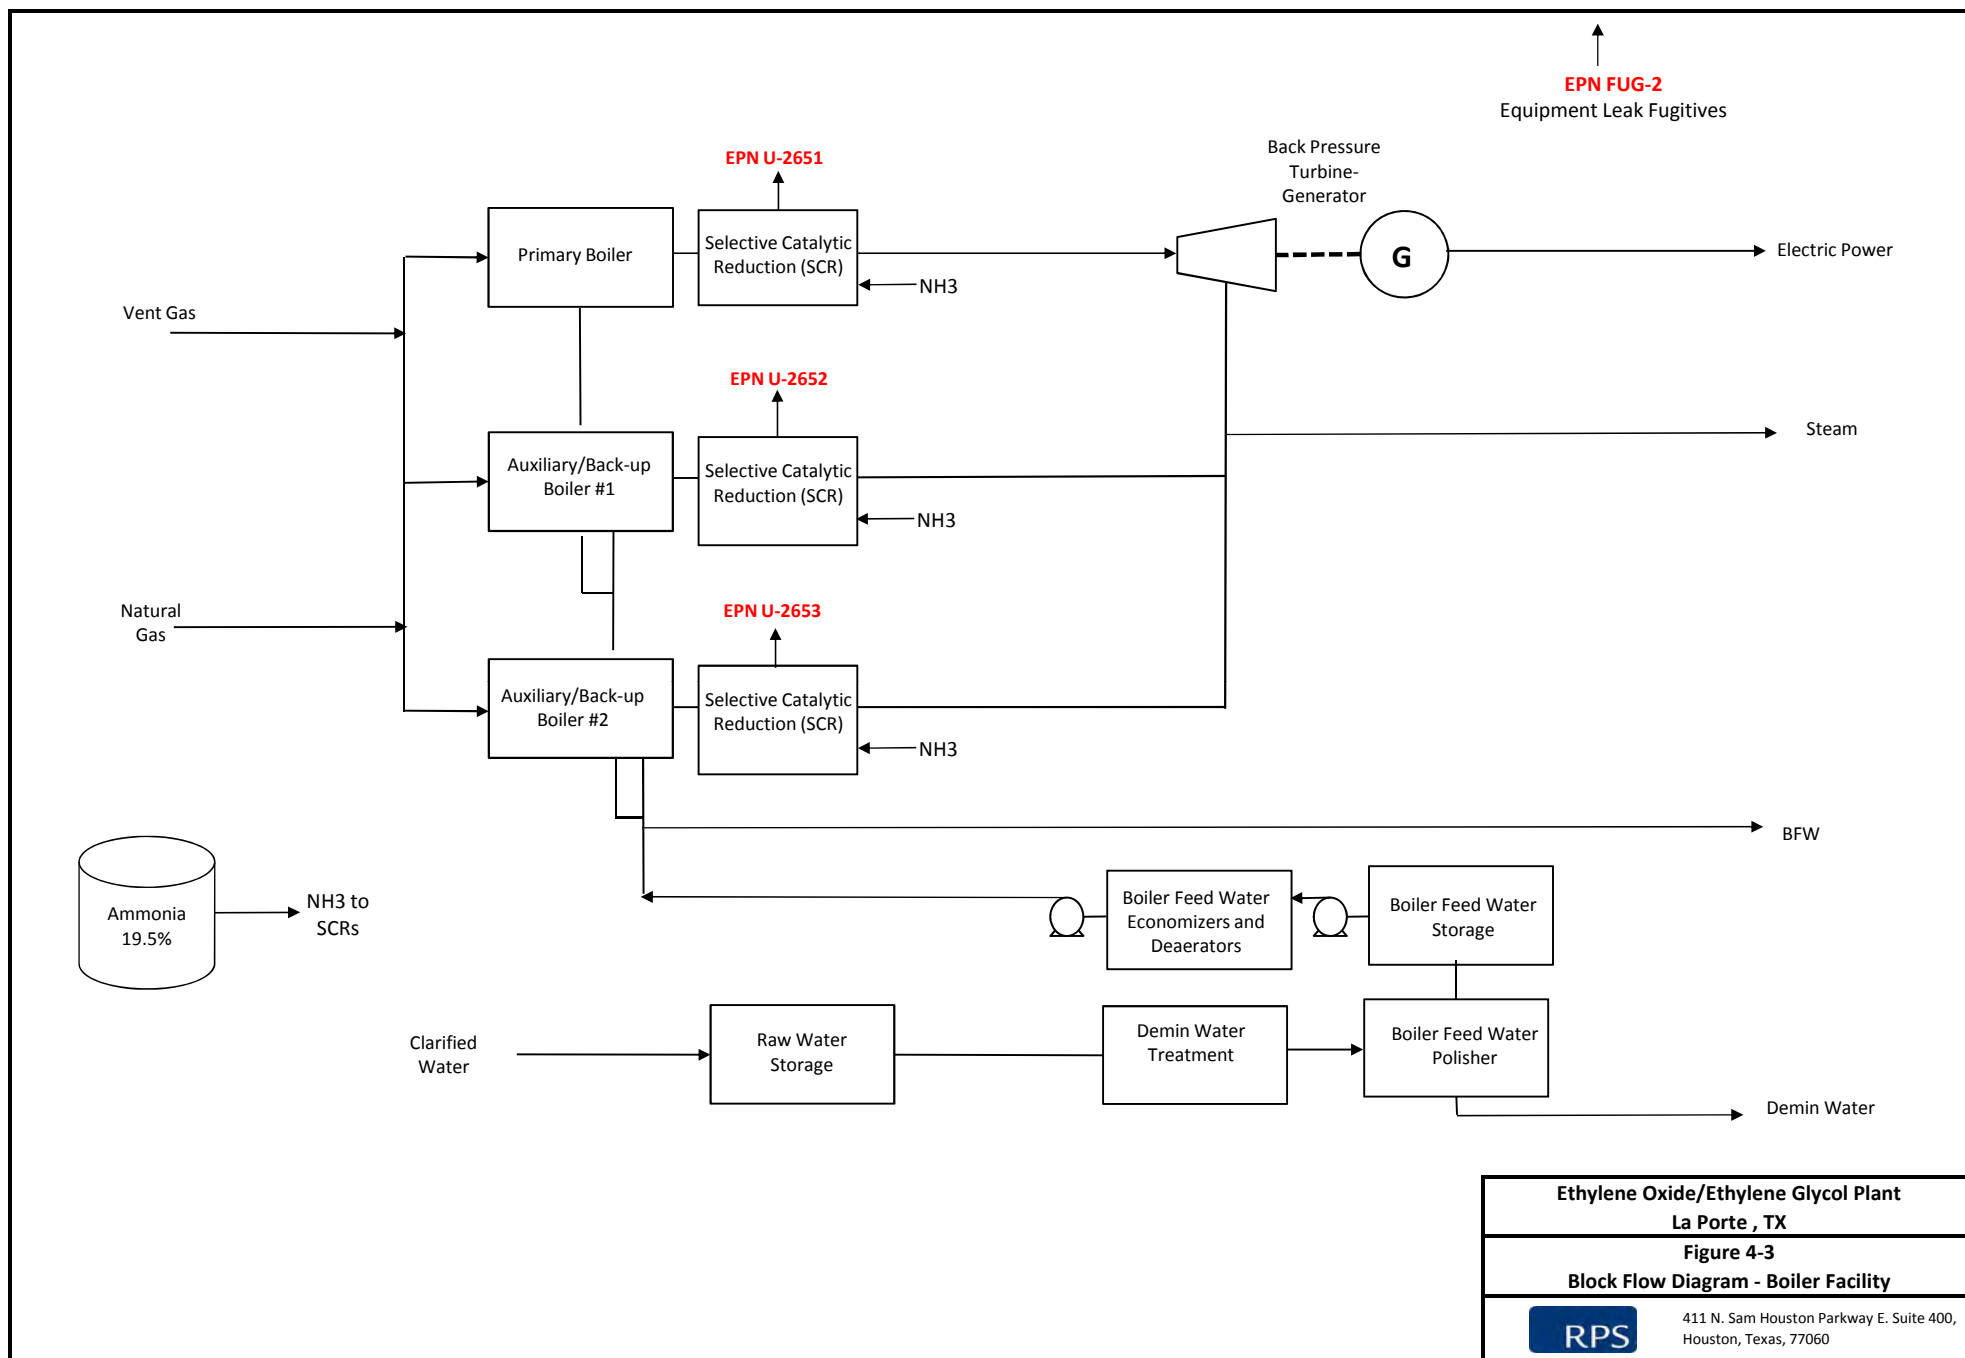 EPN FUG-2
Equipment Leak Fugitives
EPN U-2651
Back Pressure
Turbine-
Generator
Primary Boiler
Selective Catalytic
Reduction (SCR)
G
Electric Power
NH3
Vent Gas
EPN U-2652
Steam
Auxiliary/Back-up
Boiler #1
Selective Catalytic
Reduction (SCR)
NH3
Natural
Gas
EPN U-2653
Auxiliary/Back-up
Boiler #2
Selective Catalytic
Reduction (SCR)
NH3
BFW
Ammonia
19.5%
NH3 to
SCRs
Boiler Feed Water
Economizers and
Deaerators
Boiler Feed Water
Storage
Clarified
Water
Raw Water
Storage
Demin Water
Treatment
Boiler Feed Water
Polisher
Demin Water
Ethylene Oxide/Ethylene Glycol Plant
La Porte , TX
Figure 4-3
Block Flow Diagram - Boiler Facility
RPS
411 N. Sam Houston Parkway E. Suite 400,
Houston, Texas, 77060